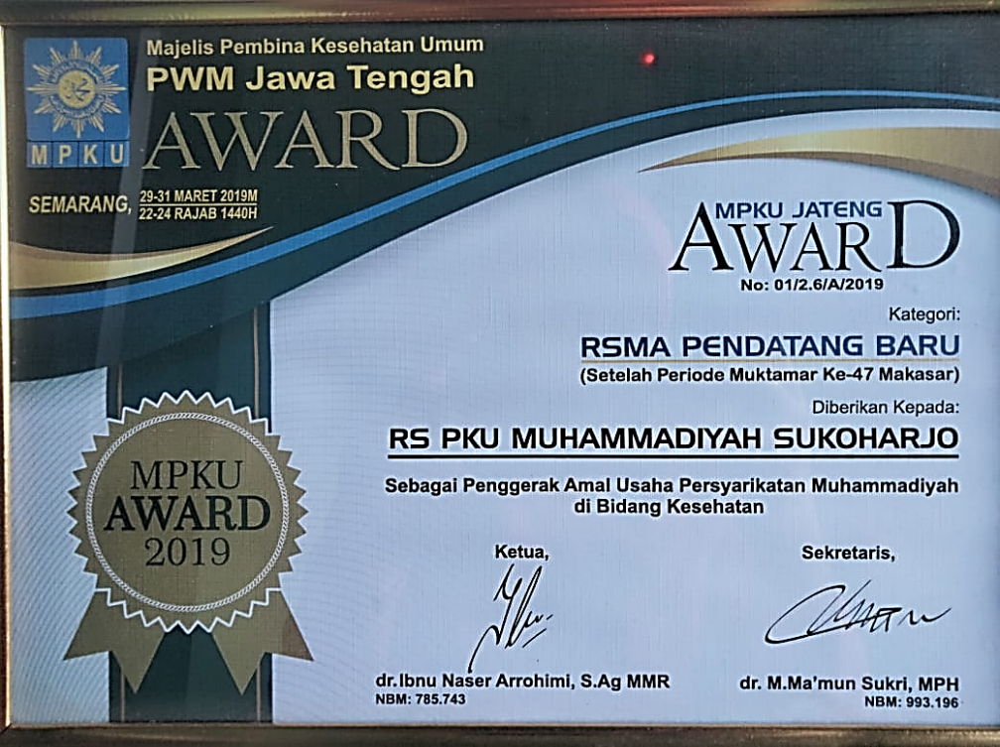 Majelis Pembina Kesehatan Umum
PWM Jawa Tengah
AWARD
MPKU
SEMARANG, 29-31 MARET 2019M
22-24 RAJAB 1440H
MPKU JATENG
AWARD
No: 01/2.6/A/2019
Kategori:
RSMA PENDATANG BARU
(Setelah Periode Muktamar Ke-47 Makasar)
Diberikan Kepada:
RS PKU MUHAMMADIYAH SUKOHARJO
Sebagai Penggerak Amal Usaha Persyarikatan Muhammadiyah
di Bidang Kesehatan
MPKU
AWARD
2019
Ketua,
dr.Ibnu Naser Arrohimi, S.Ag MMR
NBM: 785.743
Sekretaris,
dr. M.Ma'mun Sukri, MPH
NBM: 993.196